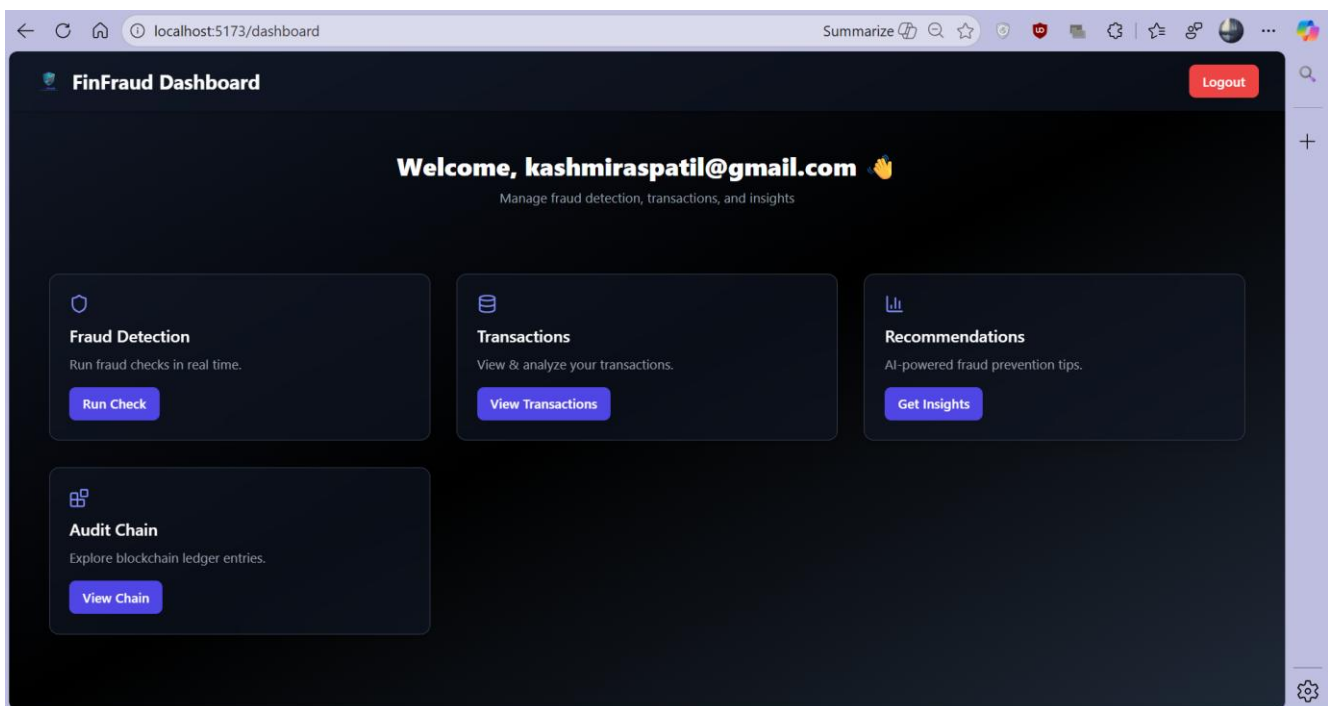 localhost:5173/dashboard
Summarize
FinFraud Dashboard
Logout
Welcome, kashmiraspatil@gmail.com 👋
Manage fraud detection, transactions, and insights
Fraud Detection
Run fraud checks in real time.
Run Check
Transactions
View & analyze your transactions.
View Transactions
Recommendations
AI-powered fraud prevention tips.
Get Insights
Audit Chain
Explore blockchain ledger entries.
View Chain